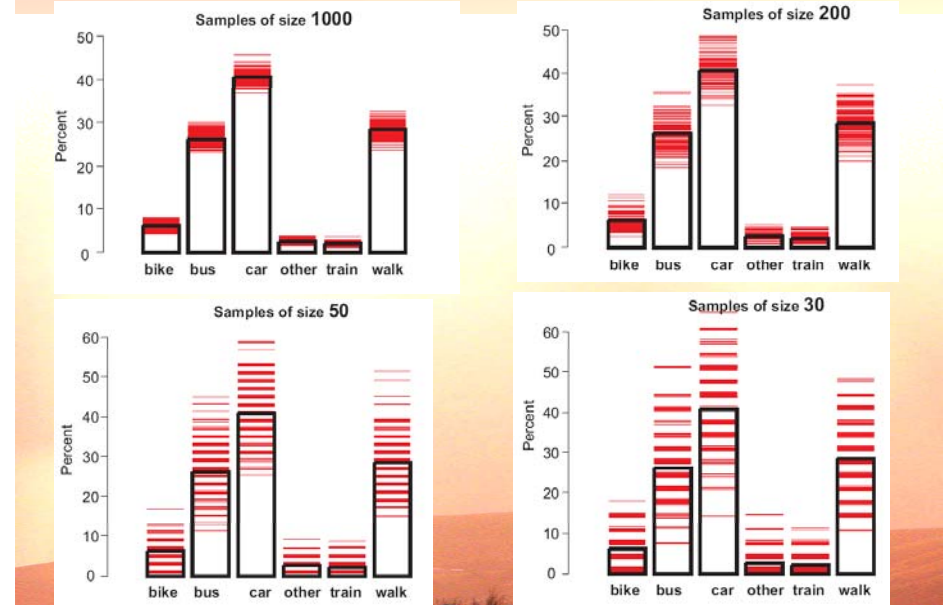 Samples of size 1000
Percent
50
40
30
20
10
0
bike bus car other train walk
Samples of size 200
Percent
50
40
30
20
10
0
bike bus car other train walk
Samples of size 50
Percent
60
50
40
30
20
10
0
bike bus car other train walk
Samples of size 30
Percent
60
50
40
30
20
10
0
bike bus car other train walk